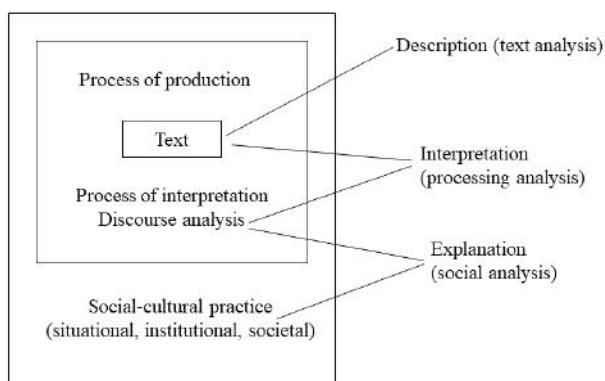 Description (text analysis)
Process of production
Text
Interpretation
(processing analysis)
Process of interpretation
Discourse analysis
Explanation
(social analysis)
Social-cultural practice
(situational, institutional, societal)